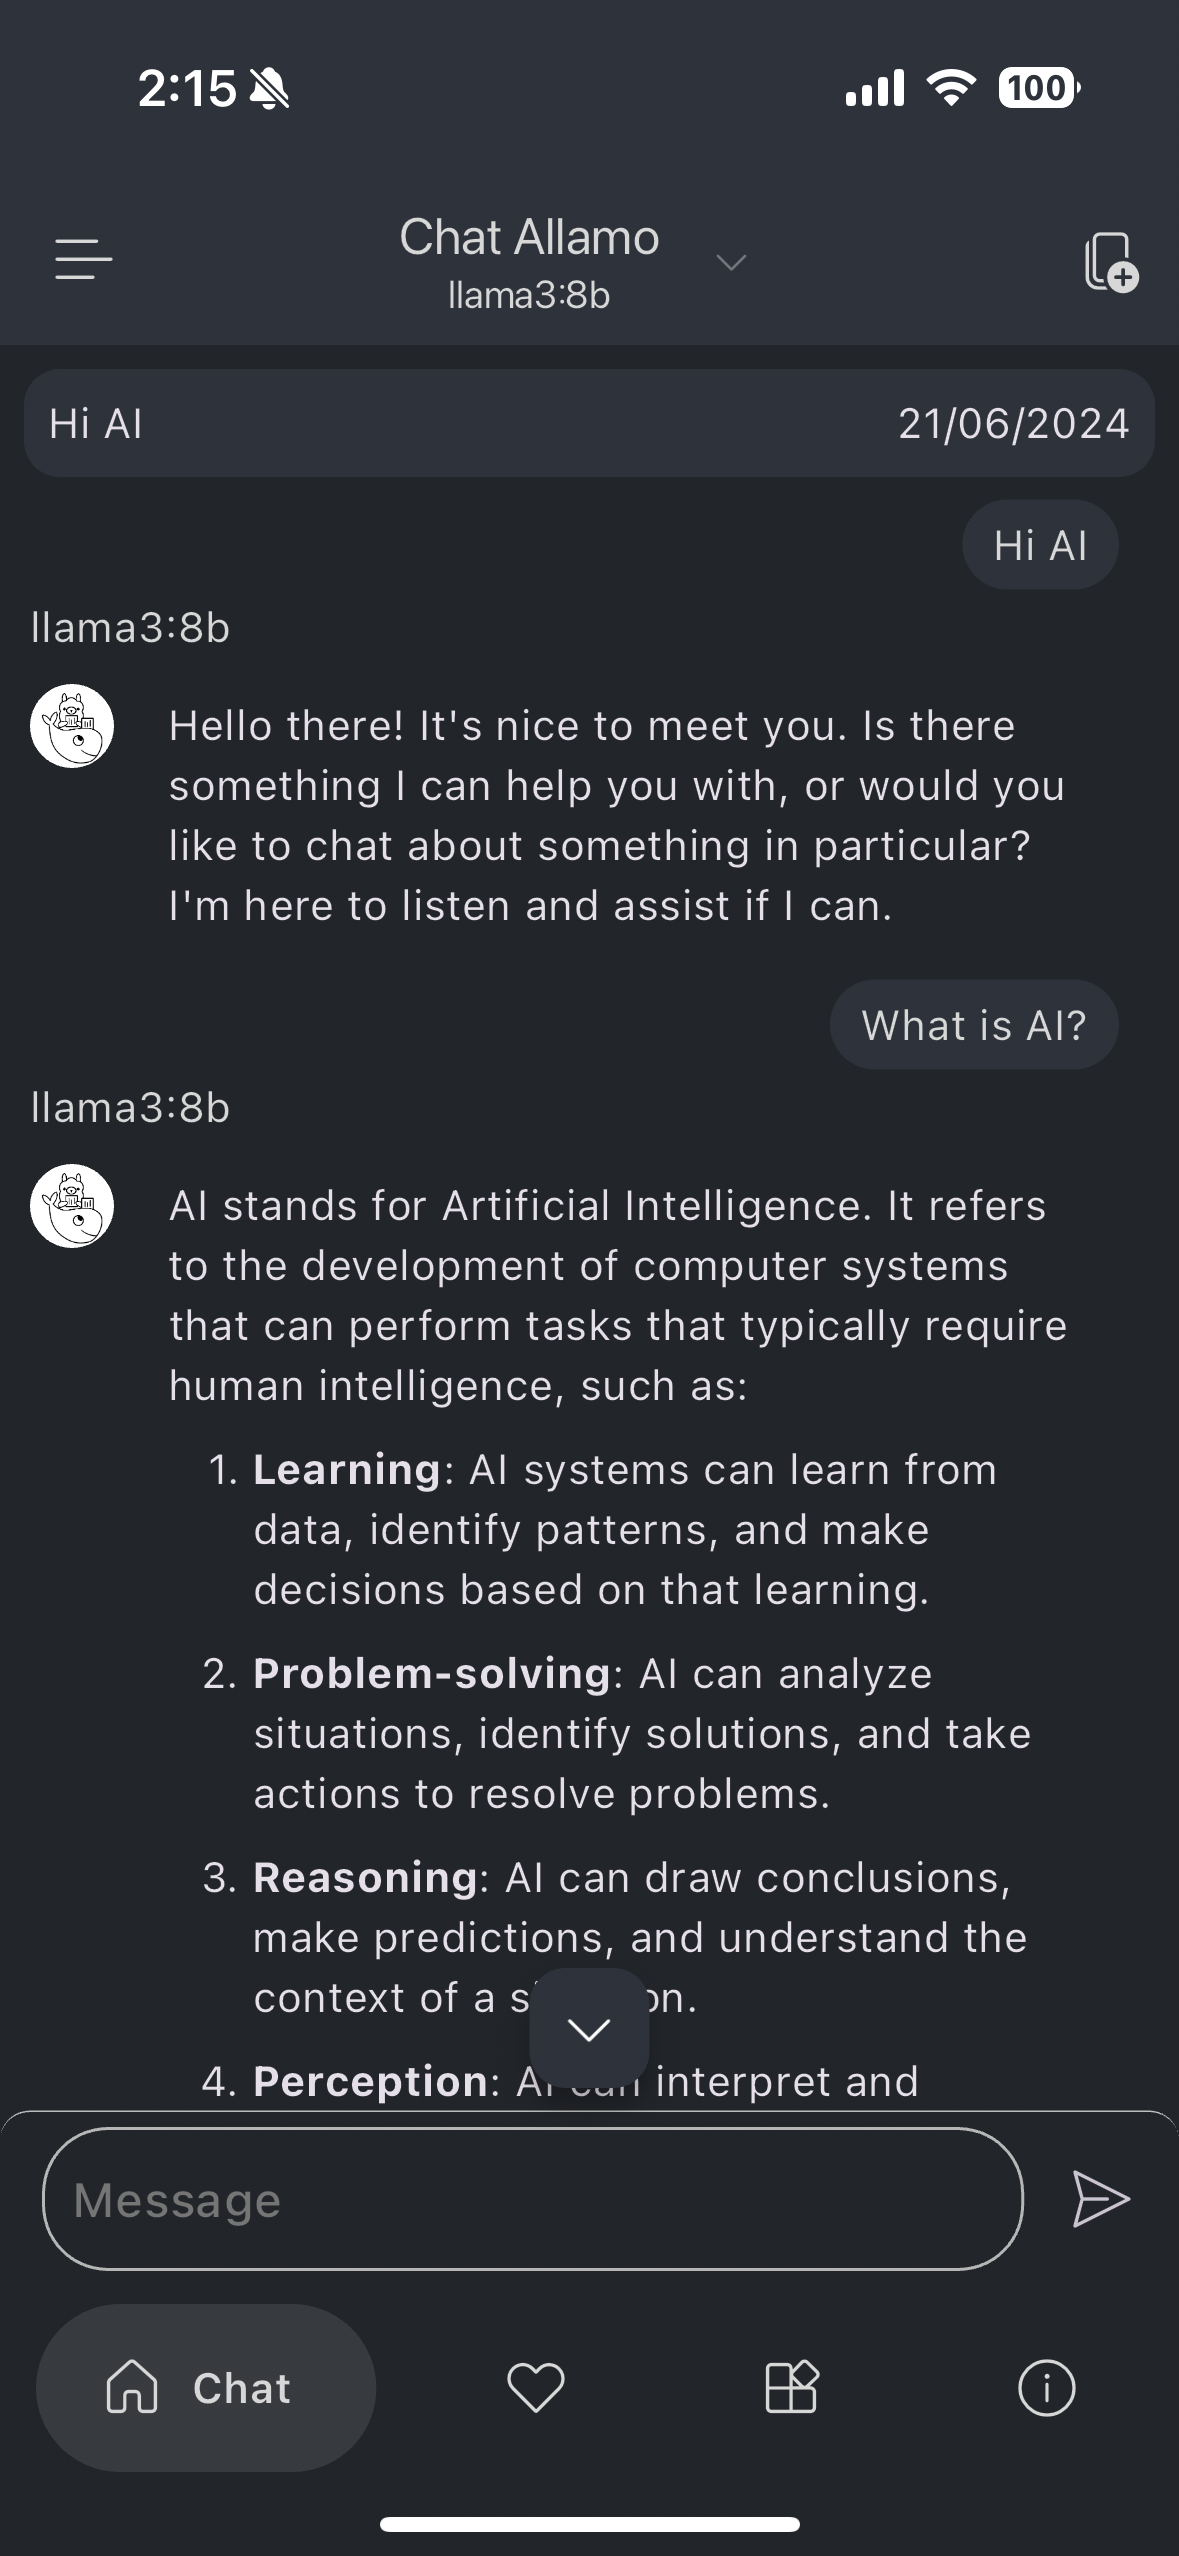 2:15
100
Chat Allamo
llama3:8b
Hi AI 21/06/2024
Hi AI
llama3:8b
Hello there! It's nice to meet you. Is there
something I can help you with, or would you
like to chat about something in particular?
I'm here to listen and assist if I can.
What is AI?
llama3:8b
AI stands for Artificial Intelligence. It refers
to the development of computer systems
that can perform tasks that typically require
human intelligence, such as:
1. Learning: AI systems can learn from
data, identify patterns, and make
decisions based on that learning.
2. Problem-solving: AI can analyze
situations, identify solutions, and take
actions to resolve problems.
3. Reasoning: AI can draw conclusions,
make predictions, and understand the
context of a
4. Perception: AI can interpret and
Message
Chat